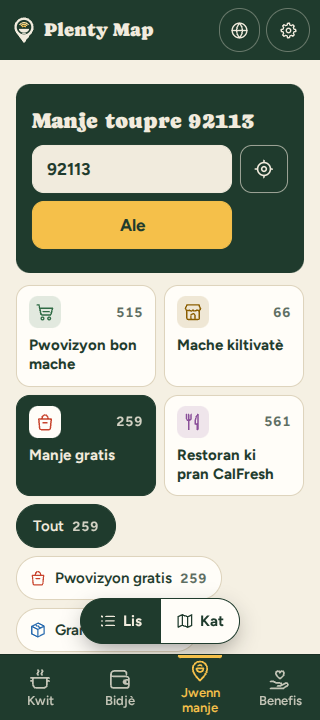 Plenty Map
Manje toupre 92113
92113
Ale
515
Pwovizyon bon
mache
66
Mache kiltivatè
259
Manje gratis
561
Restoran ki
pran CalFresh
Tout 259
Pwovizyon gratis 259
Lis
Kat
Kwit
Bidjè
Jwenn
manje
Benefis